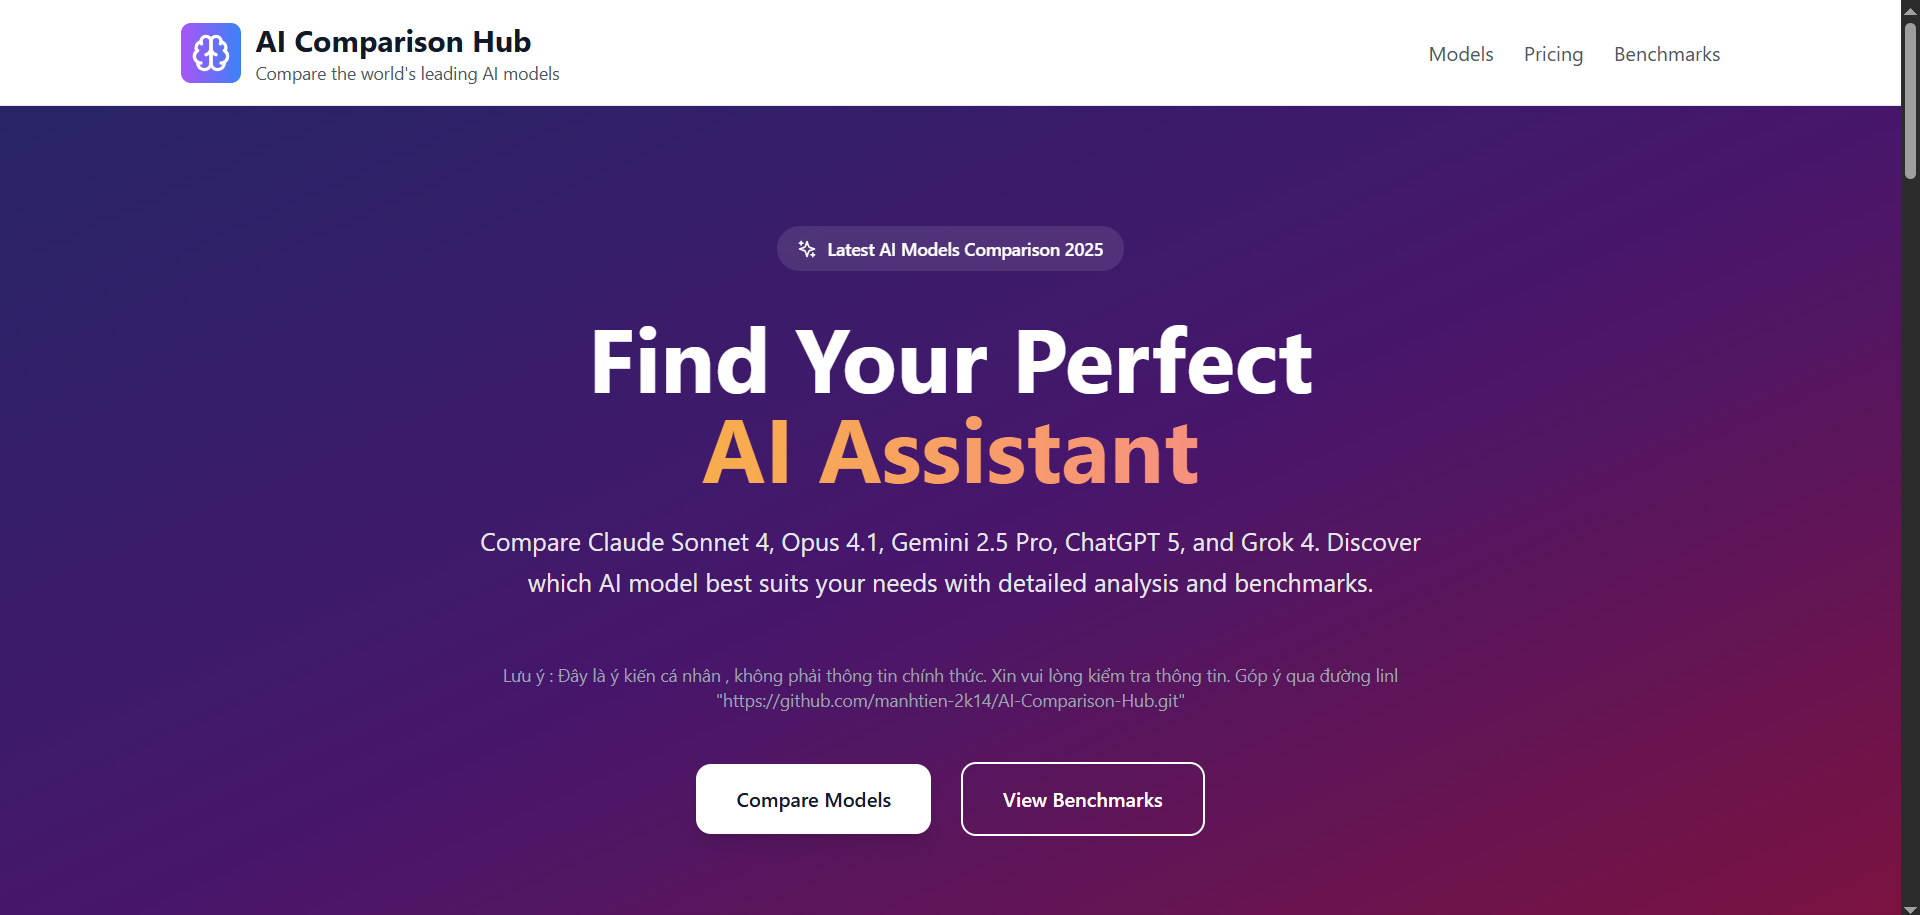 AI Comparison Hub
Compare the world's leading AI models
Models
Pricing
Benchmarks
Latest AI Models Comparison 2025
Find Your Perfect
AI Assistant
Compare Claude Sonnet 4, Opus 4.1, Gemini 2.5 Pro, ChatGPT 5, and Grok 4. Discover
which AI model best suits your needs with detailed analysis and benchmarks.
Lưu ý : Đây là ý kiến cá nhân , không phải thông tin chính thức. Xin vui lòng kiểm tra thông tin. Góp ý qua đường linl
"https://github.com/manhtien-2k14/AI-Comparison-Hub.git"
Compare Models
View Benchmarks